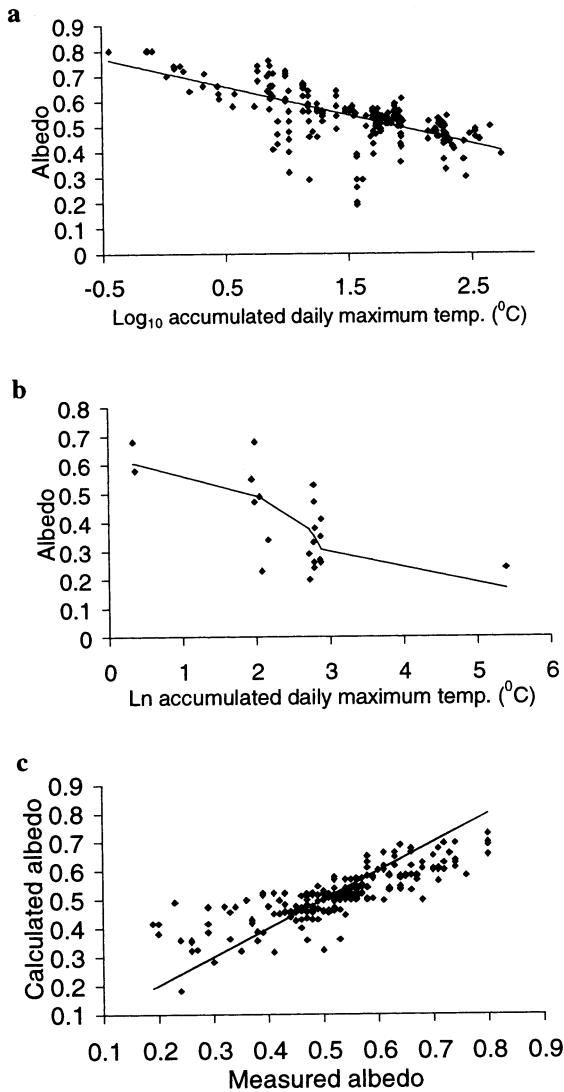 a
0.9
0.8
0.7
0.6
0.5
0.4
0.3
0.2
0.1
0
Albedo
-0.5 0.5 1.5 2.5
Log10 accumulated daily maximum temp. (0C)
b
0.8
0.7
0.6
0.5
0.4
0.3
0.2
0.1
0
Albedo
0 1 2 3 4 5 6
Ln accumulated daily maximum temp. (0C)
c
0.9
0.8
0.7
0.6
0.5
0.4
0.3
0.2
0.1
Calculated albedo
0.1 0.2 0.3 0.4 0.5 0.6 0.7 0.8 0.9
Measured albedo